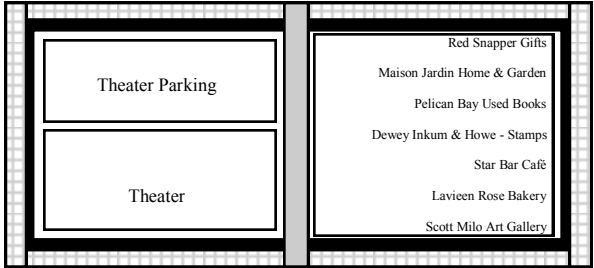 Theater Parking
Theater
Red Snapper Gifts
Maison Jardin Home & Garden
Pelican Bay Used Books
Dewey Inkum & Howe - Stamps
Star Bar Café
Lavieen Rose Bakery
Scott Milo Art Gallery